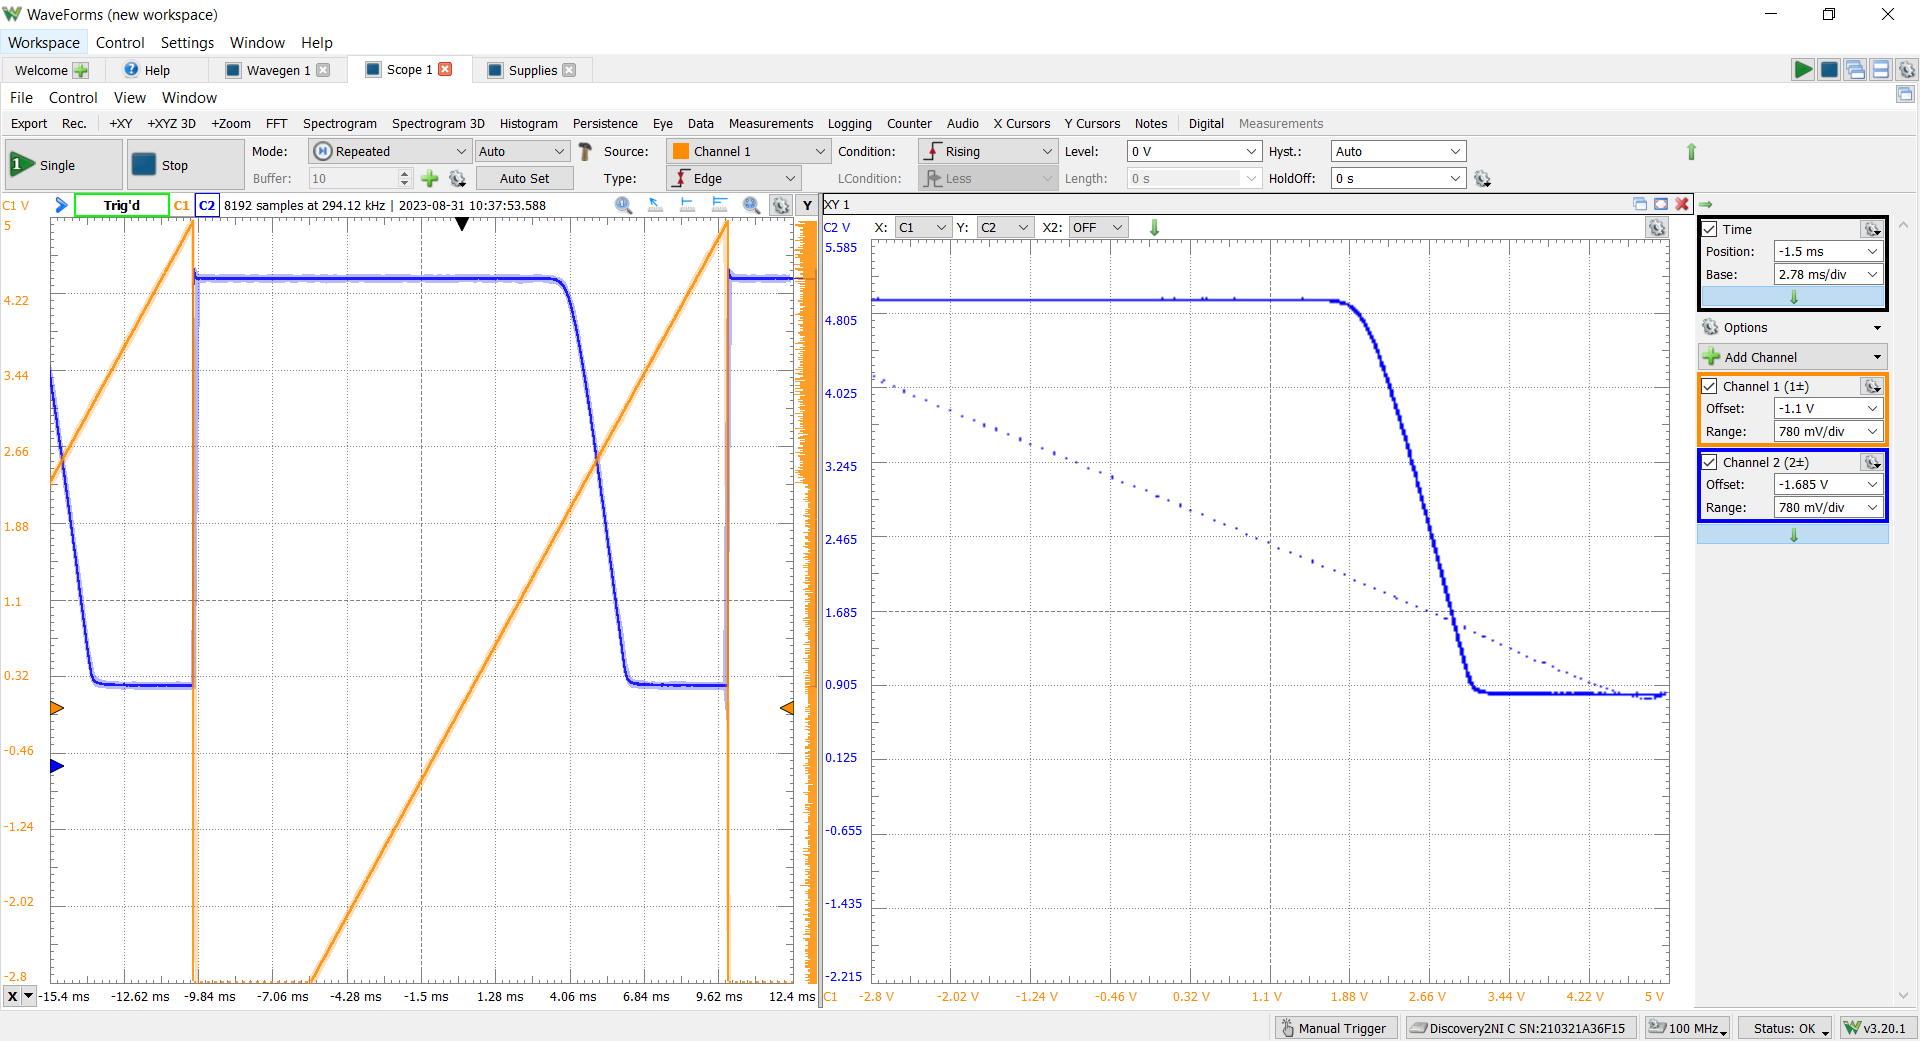 WaveForms (new workspace)
Workspace Control Settings Window Help
Welcome Help Wavegen 1 Scope 1 Supplies
File Control View Window
Export Rec. +XY +XYZ 3D +Zoom FFT Spectrogram Spectrogram 3D Histogram Persistence Eye Data Measurements Logging Counter Audio X Cursors Y Cursors Notes Digital Measurements
1 Single Stop Mode: Repeated Auto Source: Channel 1 Condition: Rising Level: 0 V Hyst.: Auto
Buffer: 10 Auto Set Type: Edge LCondition: Less Length: 0 s HoldOff: 0 s
C1 V Trig'd C1 C2 8192 samples at 294.12 kHz | 2023-08-31 10:37:53.588 Y
5
4.22
3.44
2.66
1.88
1.1
0.32
-0.46
-1.24
-2.02
-2.8
X -15.4 ms -12.62 ms -9.84 ms -7.06 ms -4.28 ms -1.5 ms 1.28 ms 4.06 ms 6.84 ms 9.62 ms 12.4 ms
XY 1
C2 V X: C1 Y: C2 X2: OFF
5.585
4.805
4.025
3.245
2.465
1.685
0.905
0.125
-0.655
-1.435
-2.215
C1 -2.8 V -2.02 V -1.24 V -0.46 V 0.32 V 1.1 V 1.88 V 2.66 V 3.44 V 4.22 V 5 V
Time
Position: -1.5 ms
Base: 2.78 ms/div
Options
Add Channel
Channel 1 (1±)
Offset: -1.1 V
Range: 780 mV/div
Channel 2 (2±)
Offset: -1.685 V
Range: 780 mV/div
Manual Trigger Discovery2NI C SN:210321A36F15 100 MHz Status: OK v3.20.1